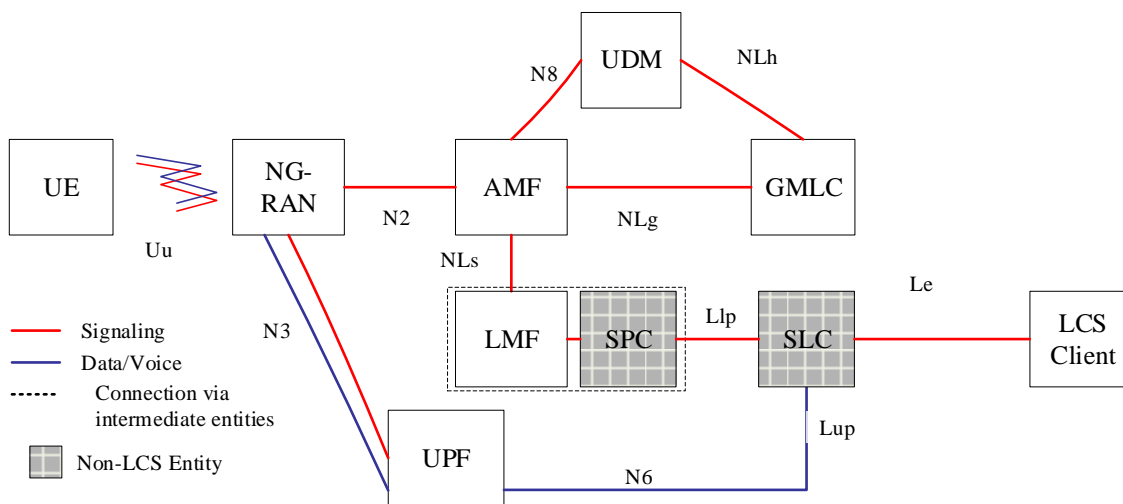 UDM
N8
NLh
UE
NG-
RAN
AMF
GMLC
N2
NLg
Uu
NLs
Le
LMF
SPC
Llp
SLC
LCS
Client
Signaling
N3
Data/Voice
Connection via
intermediate entities
Lup
UPF
Non-LCS Entity
N6